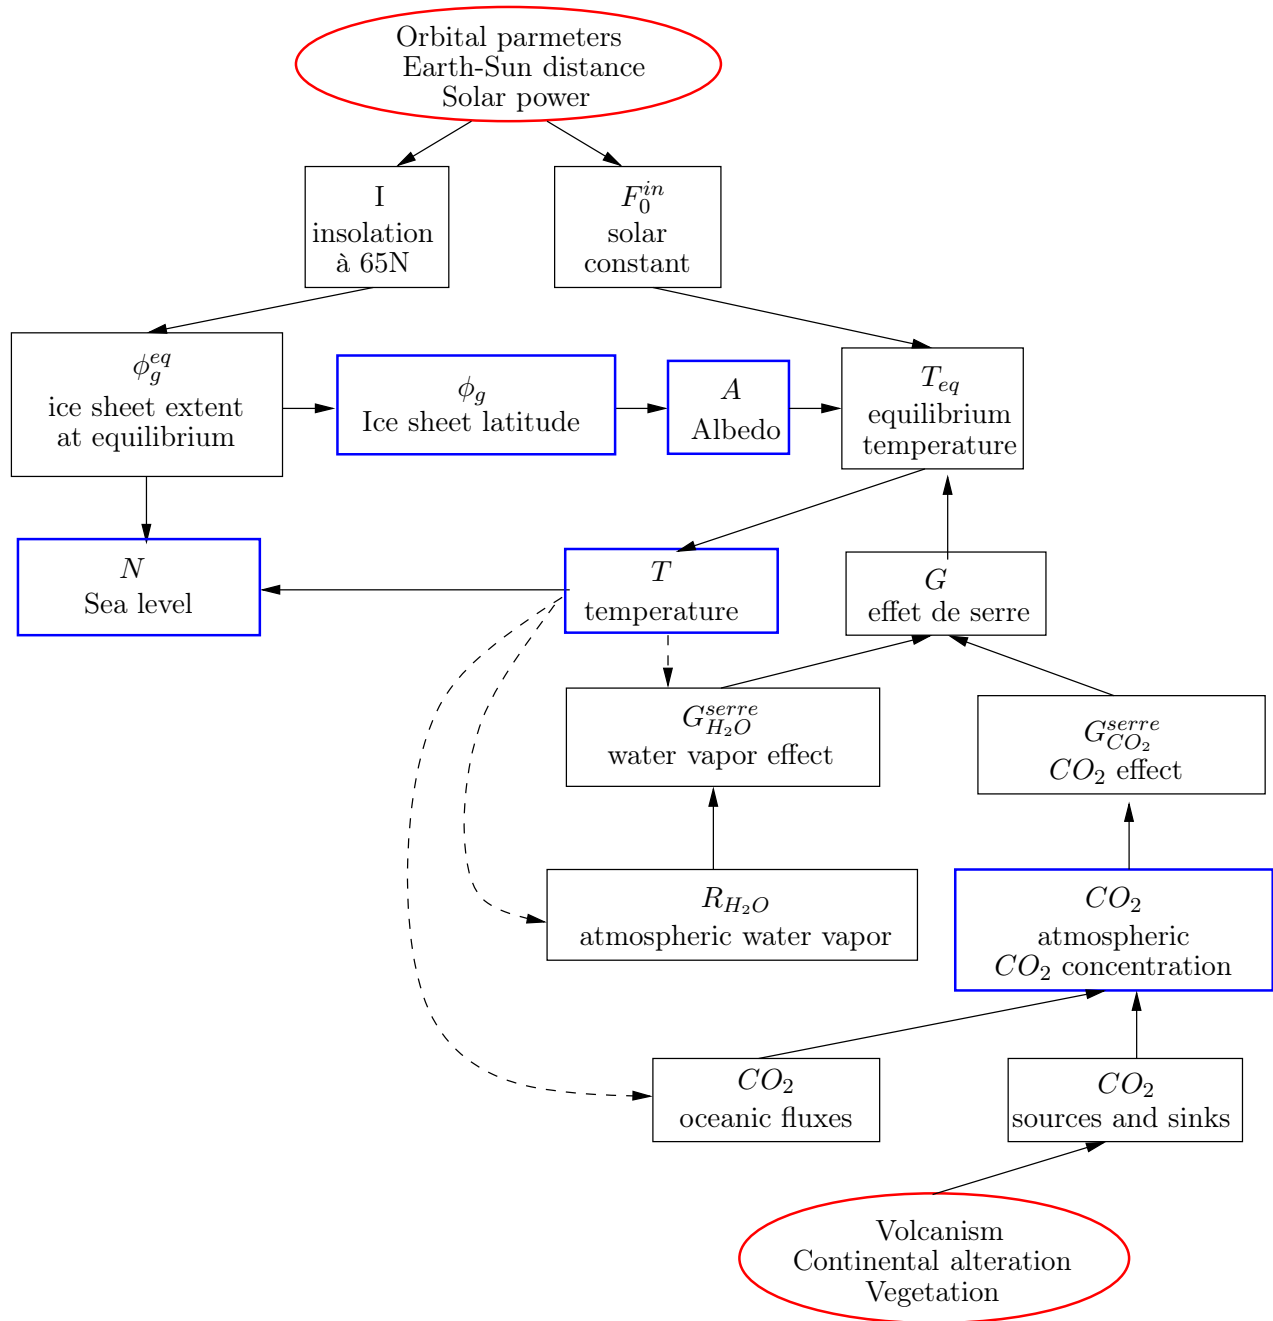 Orbital parmeters
Earth-Sun distance
Solar power
I
insolation
à 65N
F_0^{in}
solar
constant
ϕ_g^{eq}
ice sheet extent
at equilibrium
ϕ_g
Ice sheet latitude
A
Albedo
T_{eq}
equilibrium
temperature
N
Sea level
T
temperature
G
effet de serre
G_{H_2O}^{serre}
water vapor effect
G_{CO_2}^{serre}
CO_2 effect
R_{H_2O}
atmospheric water vapor
CO_2
atmospheric
CO_2 concentration
CO_2
oceanic fluxes
CO_2
sources and sinks
Volcanism
Continental alteration
Vegetation